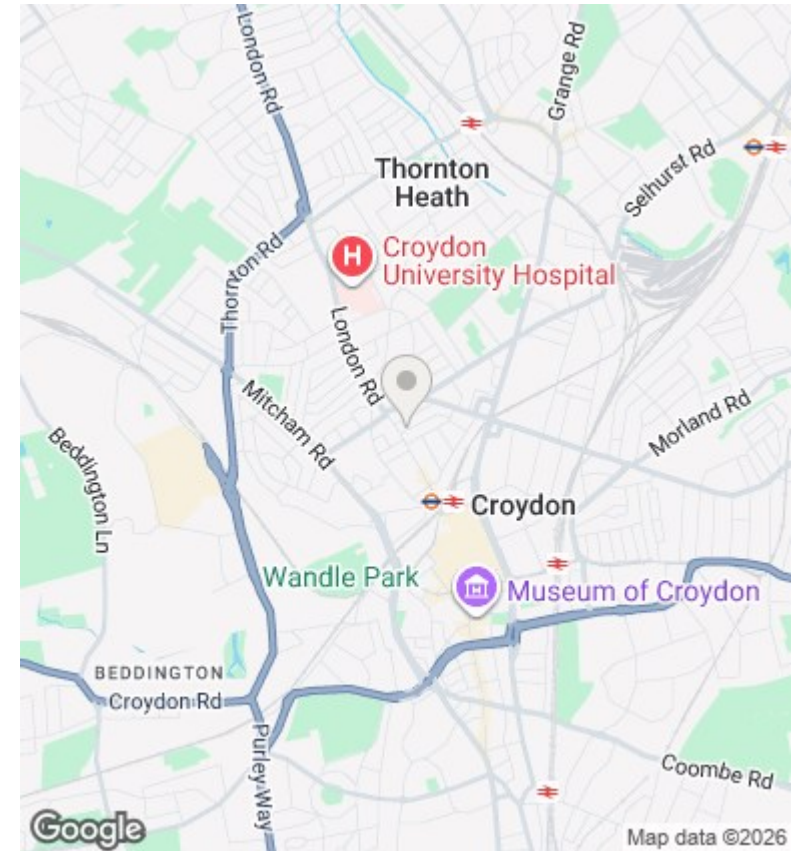 London Rd
Grange Rd
Thornton
Heath
Selhurst Rd
H
Croydon
University Hospital
Thornton Rd
London Rd
Mitcham Rd
Morland Rd
Beddington Ln
Croydon
Wandle Park
Museum of Croydon
BEDDINGTON
Croydon Rd
Purley Way
Coombe Rd
Google
Map data ©2026